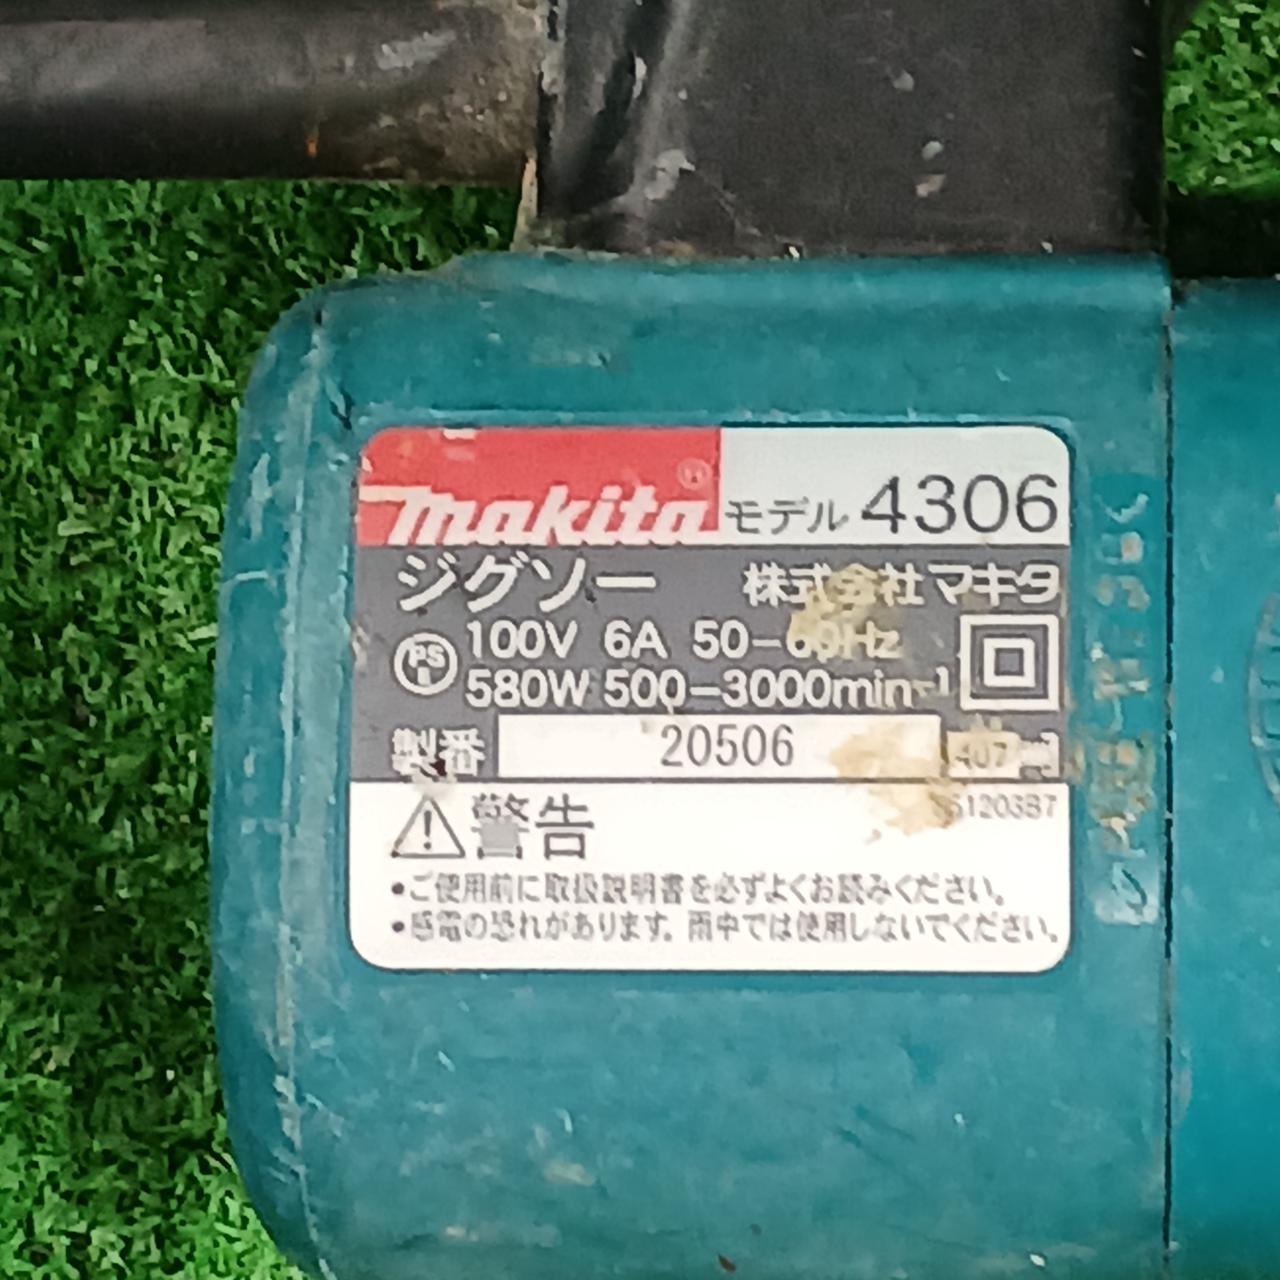 makita モデル 4306
ジグソー 株式会社マキタ
PS E 100V 6A 50-60Hz
580W 500-3000min-1
製番 20506 407
警告
•ご使用前に取扱説明書を必ずよくお読みください。
•感電の恐れがあります。雨中では使用しないでください。